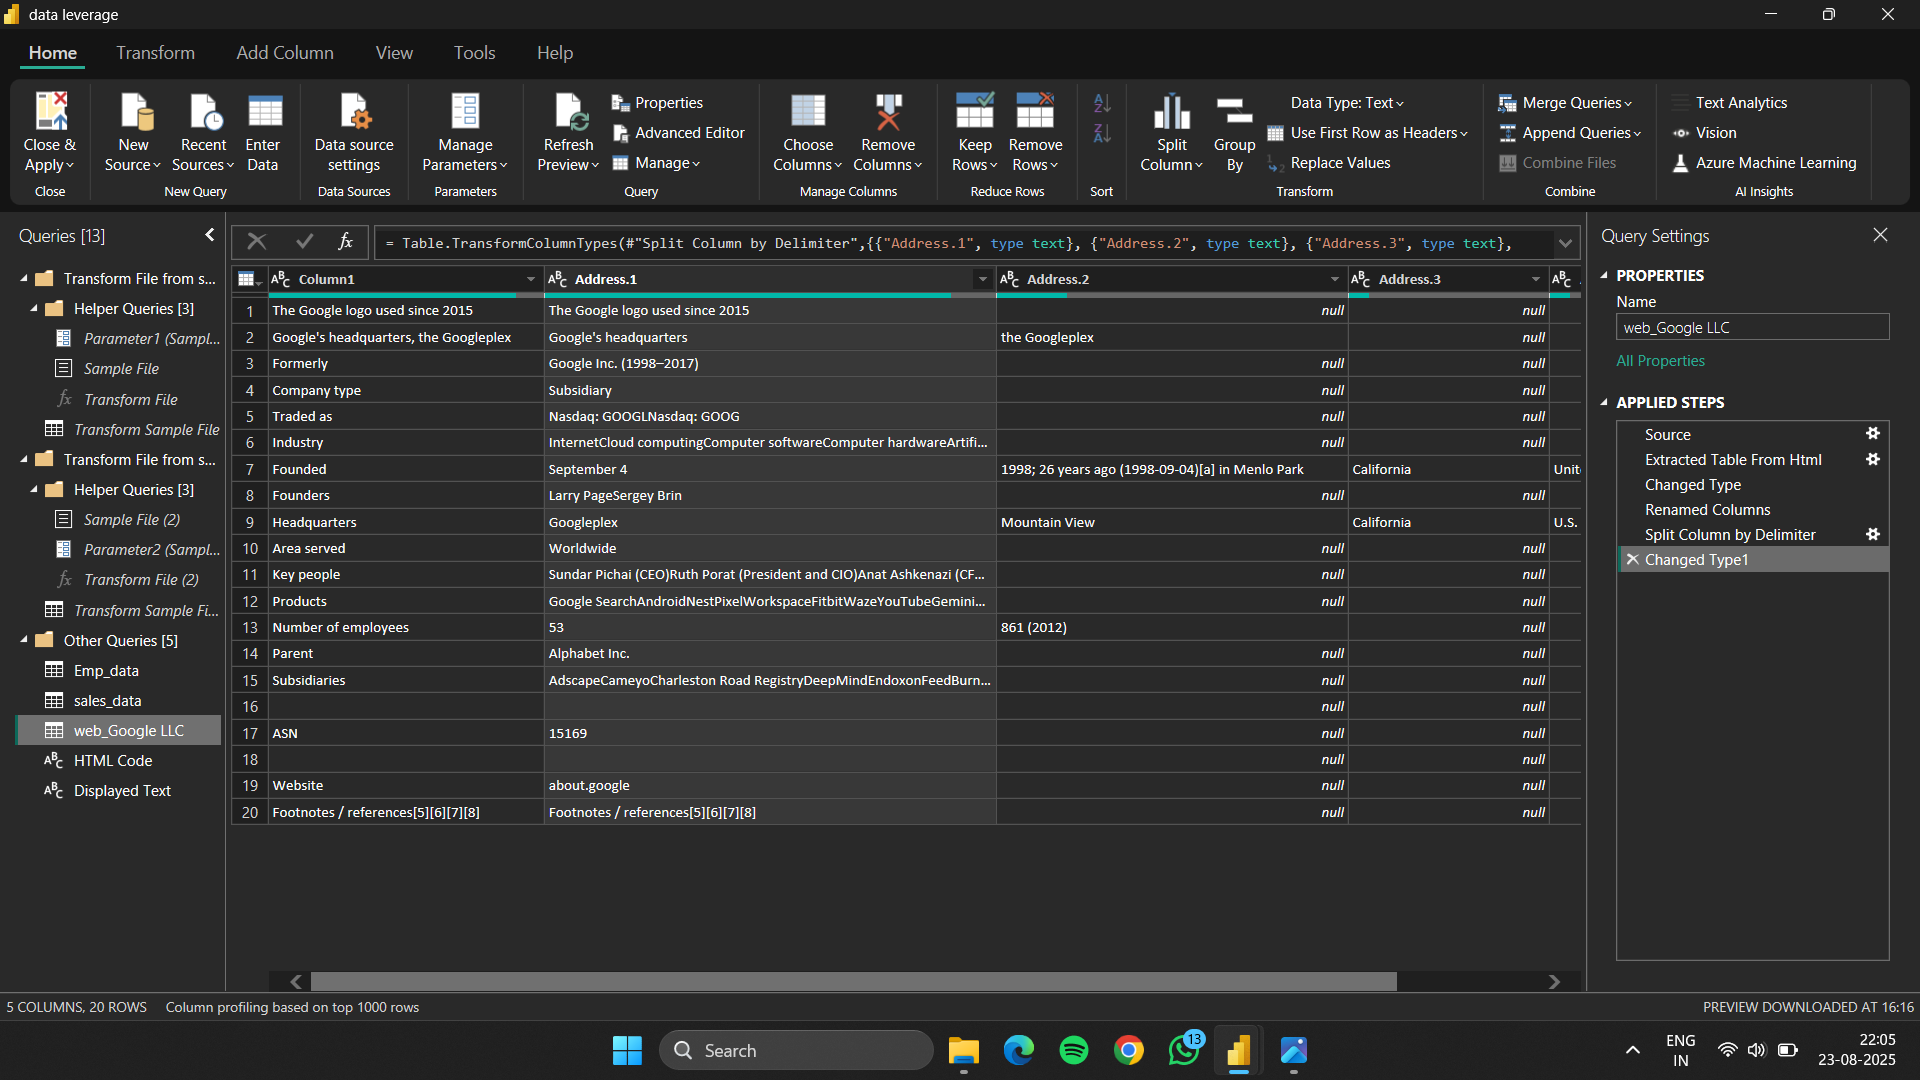 data leverage
Home Transform Add Column View Tools Help
Close & Apply
New Source
Recent Sources
Enter Data
Data source settings
Manage Parameters
Refresh Preview
Properties
Advanced Editor
Manage
Choose Columns
Remove Columns
Keep Rows
Remove Rows
Split Column
Group By
Data Type: Text
Use First Row as Headers
Replace Values
Merge Queries
Append Queries
Combine Files
Text Analytics
Vision
Azure Machine Learning
Close New Query Data Sources Parameters Query Manage Columns Reduce Rows Sort Transform Combine AI Insights
Queries [13]
Transform File from s...
Helper Queries [3]
Parameter1 (Sampl...
Sample File
fx Transform File
Transform Sample File
Transform File from s...
Helper Queries [3]
Sample File (2)
Parameter2 (Sampl...
fx Transform File (2)
Transform Sample Fi...
Other Queries [5]
Emp_data
sales_data
web_Google LLC
ABC HTML Code
ABC Displayed Text
fx = Table.TransformColumnTypes(#"Split Column by Delimiter",{{"Address.1", type text}, {"Address.2", type text}, {"Address.3", type text},
ABC Column1 ABC Address.1 ABC Address.2 ABC Address.3 ABC
1 The Google logo used since 2015 The Google logo used since 2015 null null
2 Google's headquarters, the Googleplex Google's headquarters the Googleplex null
3 Formerly Google Inc. (1998–2017) null null
4 Company type Subsidiary null null
5 Traded as Nasdaq: GOOGLNasdaq: GOOG null null
6 Industry InternetCloud computingComputer softwareComputer hardwareArtifi... null null
7 Founded September 4 1998; 26 years ago (1998-09-04)[a] in Menlo Park California Unit
8 Founders Larry PageSergey Brin null null
9 Headquarters Googleplex Mountain View California U.S.
10 Area served Worldwide null null
11 Key people Sundar Pichai (CEO)Ruth Porat (President and CIO)Anat Ashkenazi (CF... null null
12 Products Google SearchAndroidNestPixelWorkspaceFitbitWazeYouTubeGemini... null null
13 Number of employees 53 861 (2012) null
14 Parent Alphabet Inc. null null
15 Subsidiaries AdscapeCameyoCharleston Road RegistryDeepMindEndoxonFeedBurn... null null
16 null null
17 ASN 15169 null null
18 null null
19 Website about.google null null
20 Footnotes / references[5][6][7][8] Footnotes / references[5][6][7][8] null null
Query Settings
PROPERTIES
Name
web_Google LLC
All Properties
APPLIED STEPS
Source
Extracted Table From Html
Changed Type
Renamed Columns
Split Column by Delimiter
Changed Type1
5 COLUMNS, 20 ROWS Column profiling based on top 1000 rows PREVIEW DOWNLOADED AT 16:16
Search
13
ENG
IN
22:05
23-08-2025